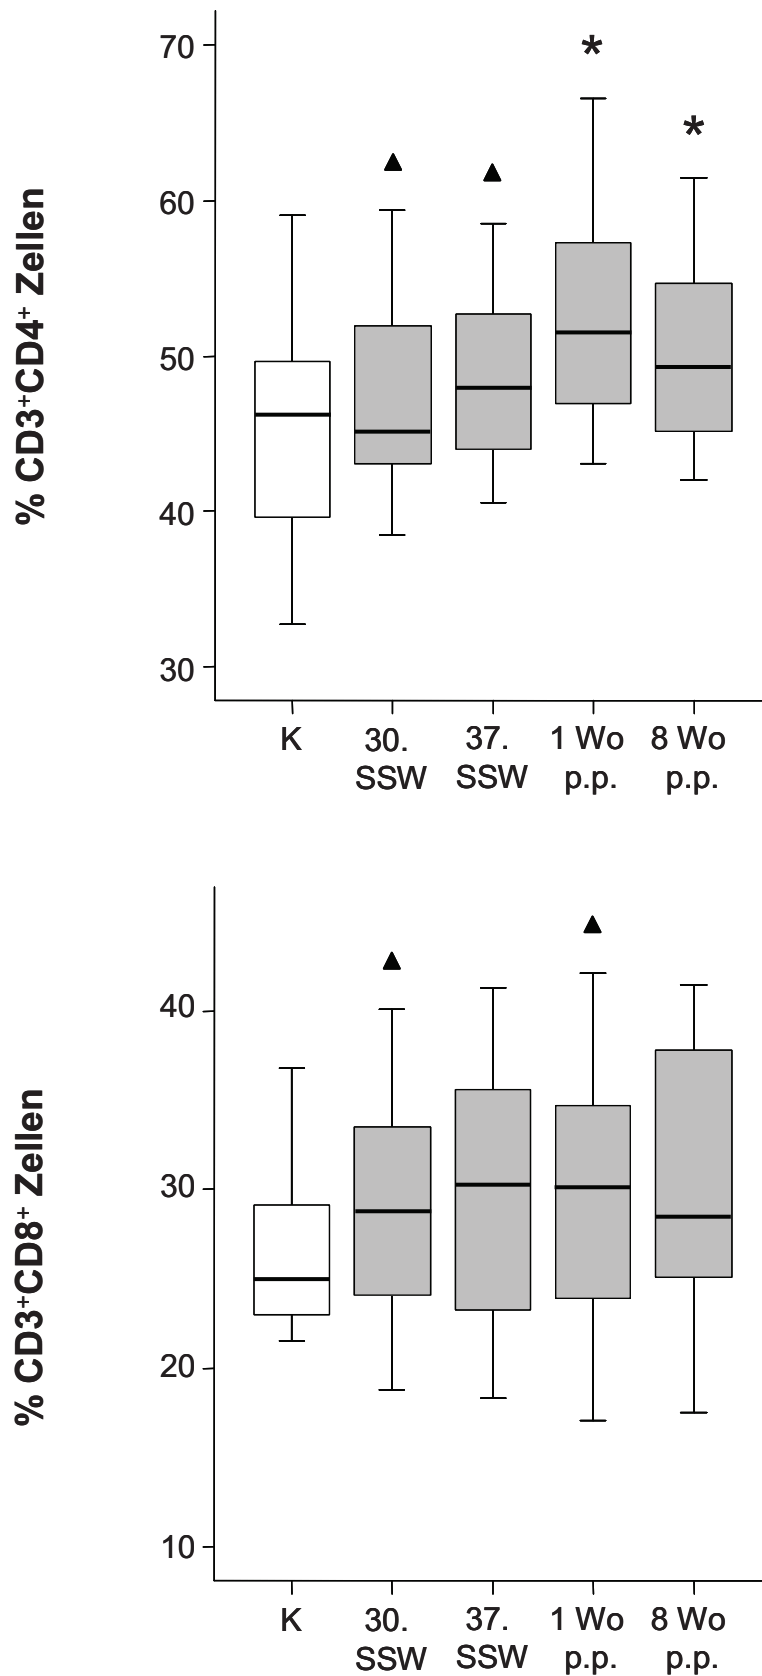 % CD3⁺CD4⁺ Zellen
70
60
50
40
30
*
*
▲
▲
K
30. SSW
37. SSW
1 Wo p.p.
8 Wo p.p.
% CD3⁺CD8⁺ Zellen
40
30
20
10
▲
▲
K
30. SSW
37. SSW
1 Wo p.p.
8 Wo p.p.